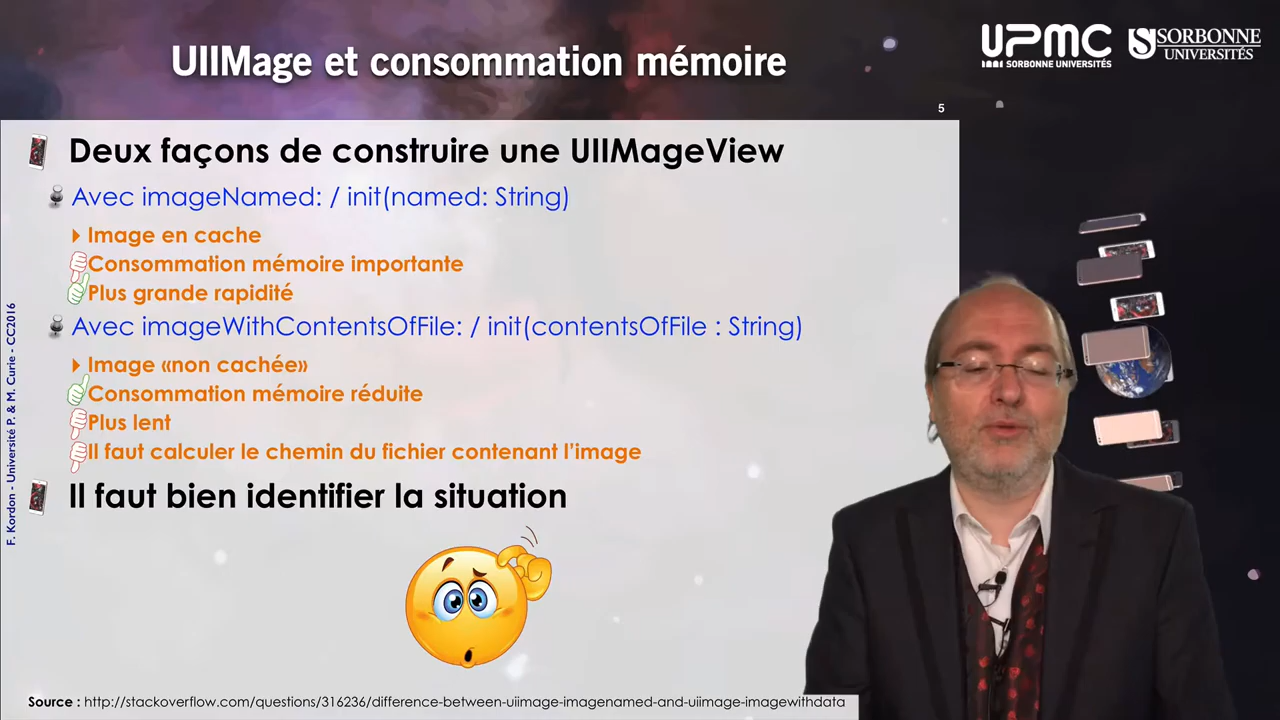 UIIMage et consommation mémoire
UPMC
SORBONNE UNIVERSITÉS
SORBONNE
UNIVERSITÉS
5
Deux façons de construire une UIIMageView
Avec imageNamed: / init(named: String)
Image en cache
Consommation mémoire importante
Plus grande rapidité
Avec imageWithContentsOfFile: / init(contentsOfFile : String)
Image «non cachée»
Consommation mémoire réduite
Plus lent
Il faut calculer le chemin du fichier contenant l'image
Il faut bien identifier la situation
F. Kordon - Université P. & M. Curie - CC2016
Source : http://stackoverflow.com/questions/316236/difference-between-uiimage-imagenamed-and-uiimage-imagewithdata